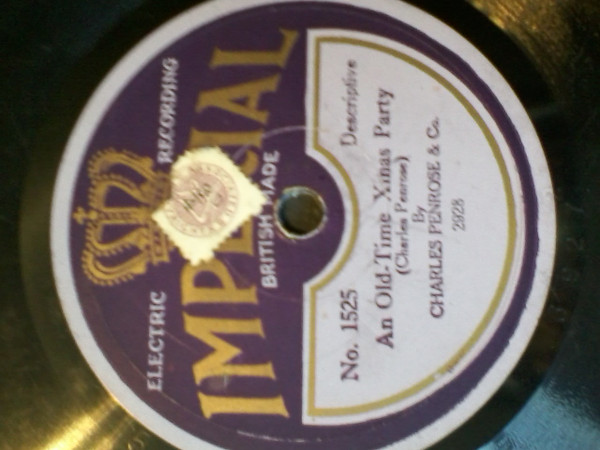 ELECTRIC RECORDING
IMPERIAL
BRITISH MADE
No. 1525 Descriptive
An Old-Time Xmas Party
(Charles Penrose)
By
CHARLES PENROSE & Co.
2928